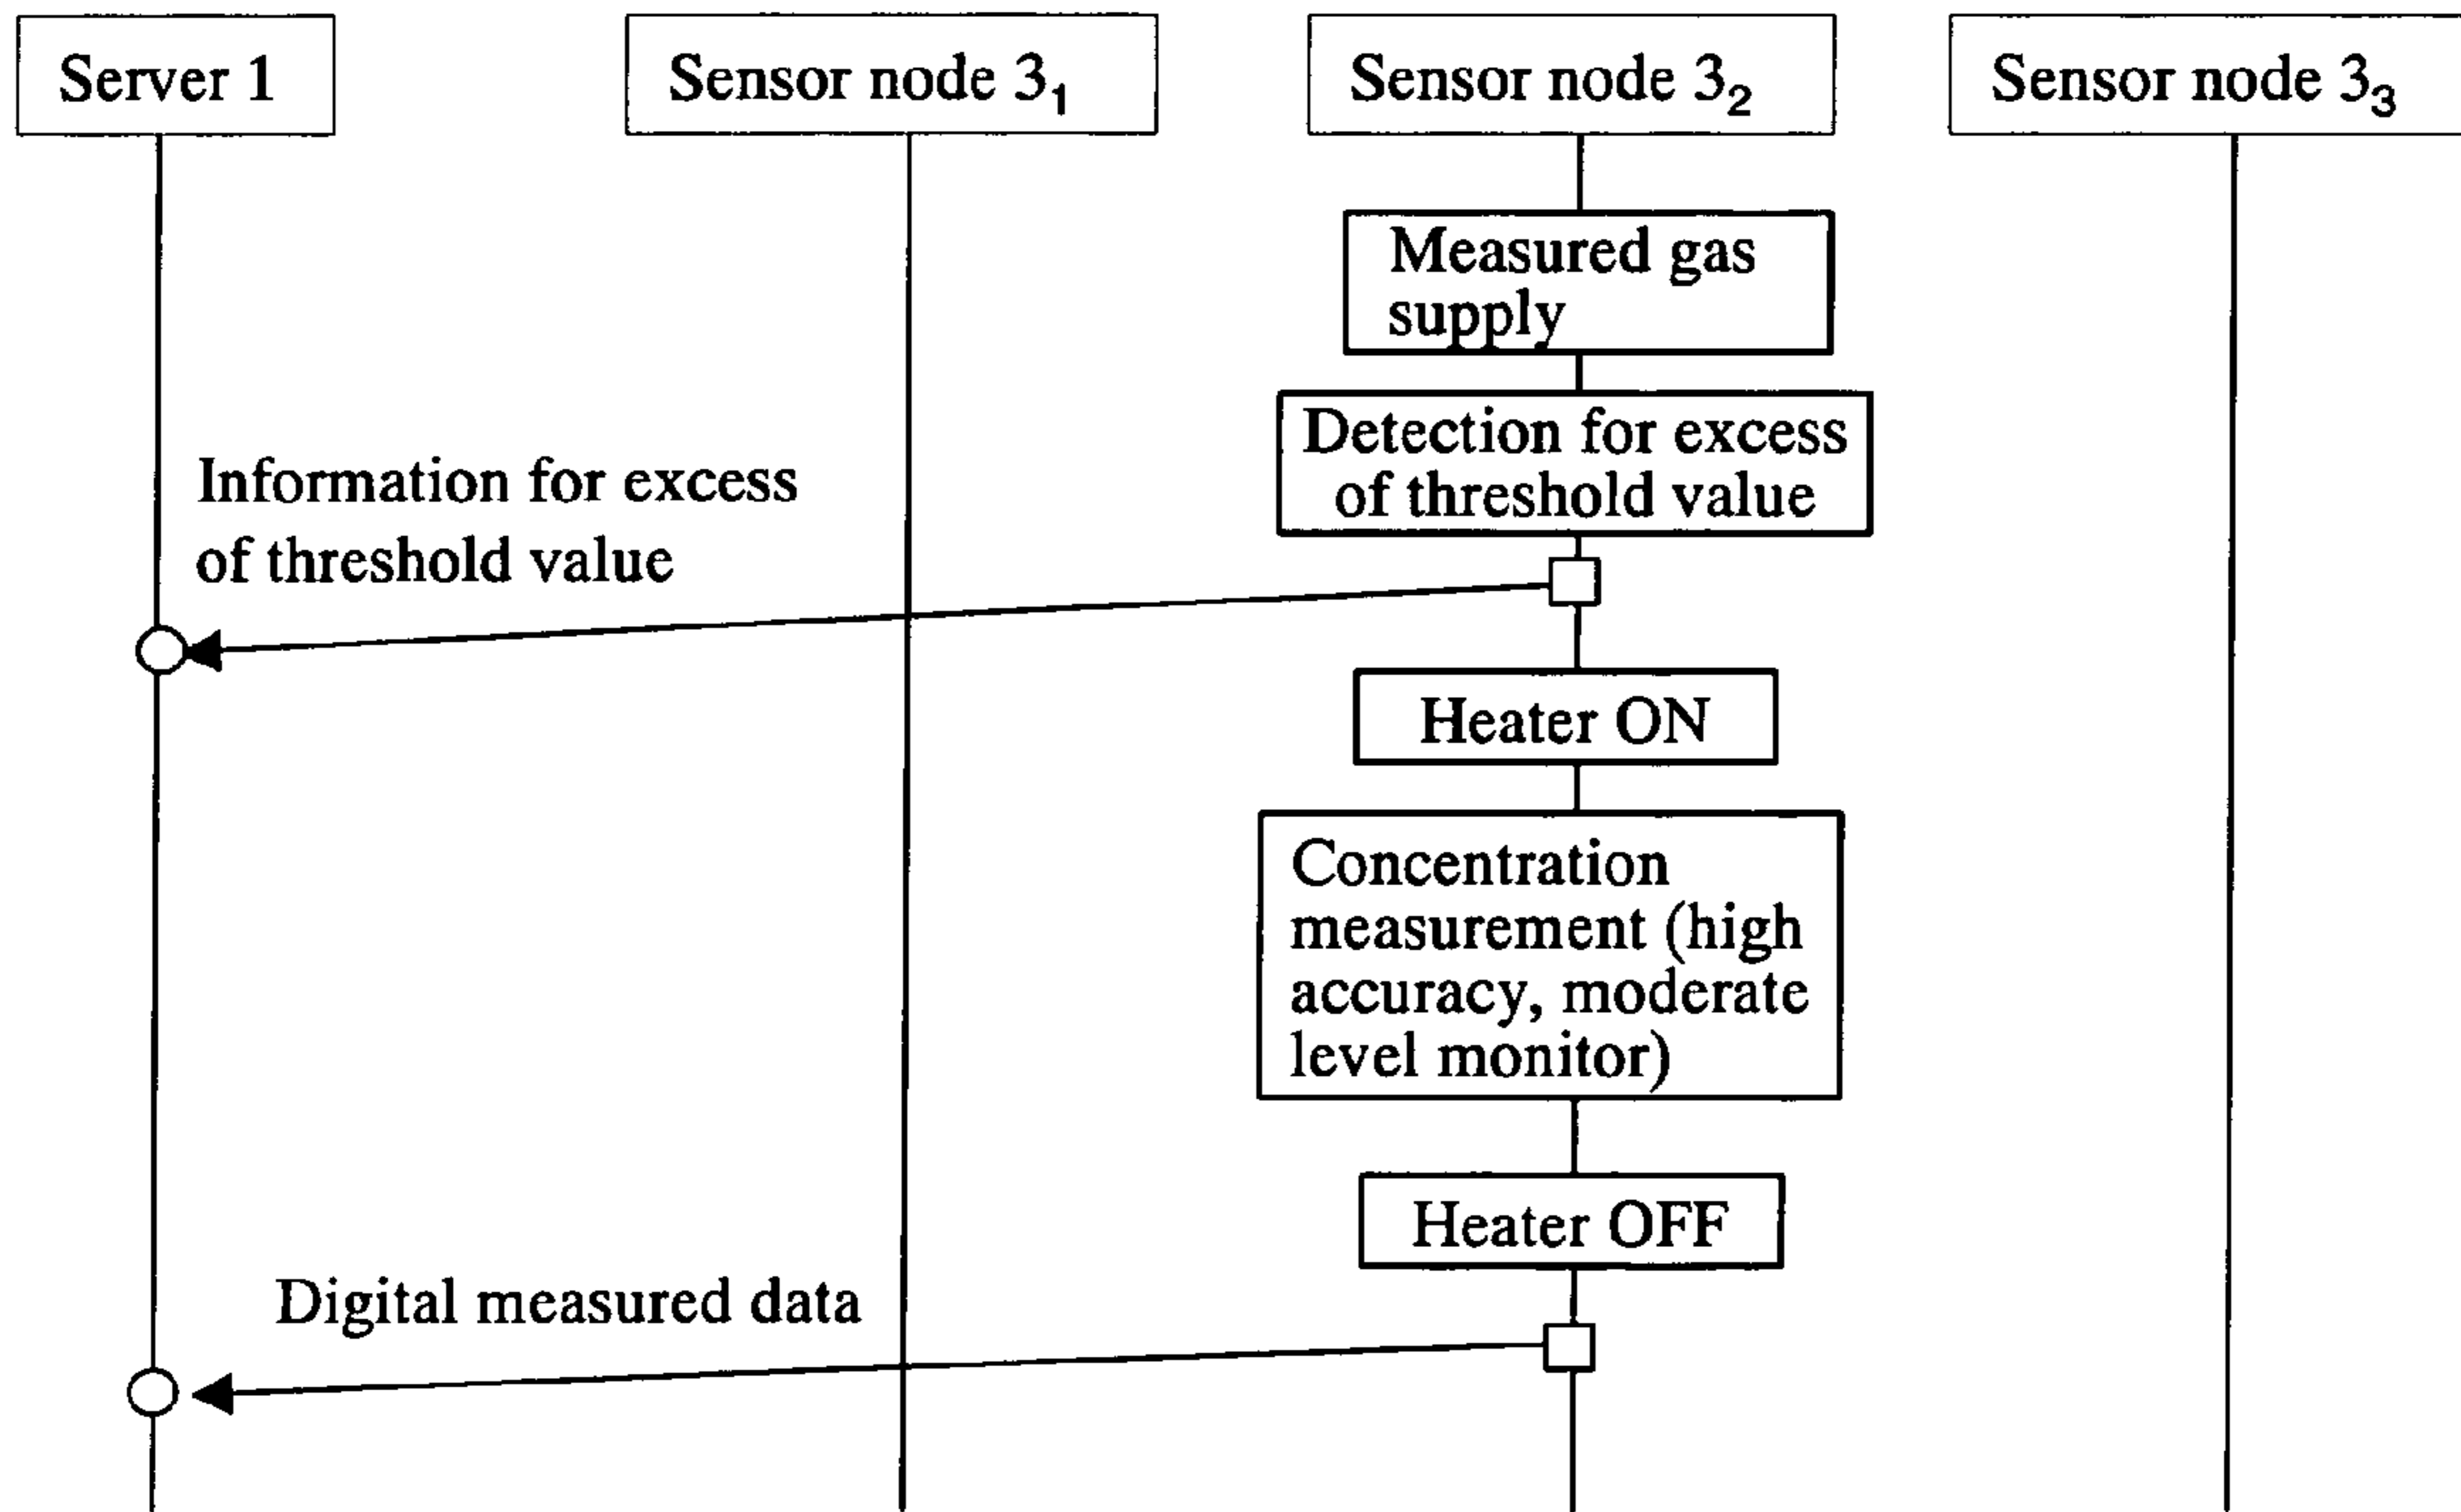 Server 1
Sensor node 3₁
Sensor node 3₂
Sensor node 3₃
Measured gas
supply
Detection for excess
of threshold value
Information for excess
of threshold value
Heater ON
Concentration
measurement (high
accuracy, moderate
level monitor)
Heater OFF
Digital measured data